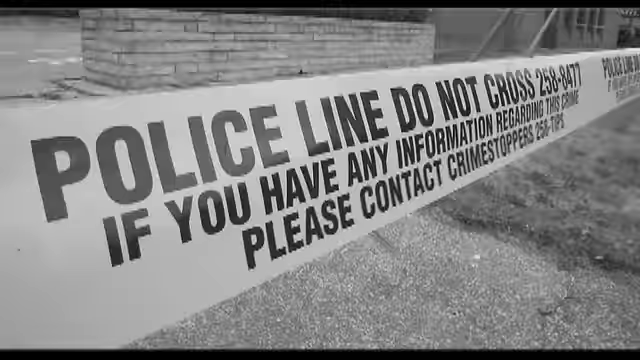 POLICE LINE DO NOT CROSS 258-8477
IF YOU HAVE ANY INFORMATION REGARDING THIS CRIME
PLEASE CONTACT CRIMESTOPPERS 258-TIPS
POLICE LINE